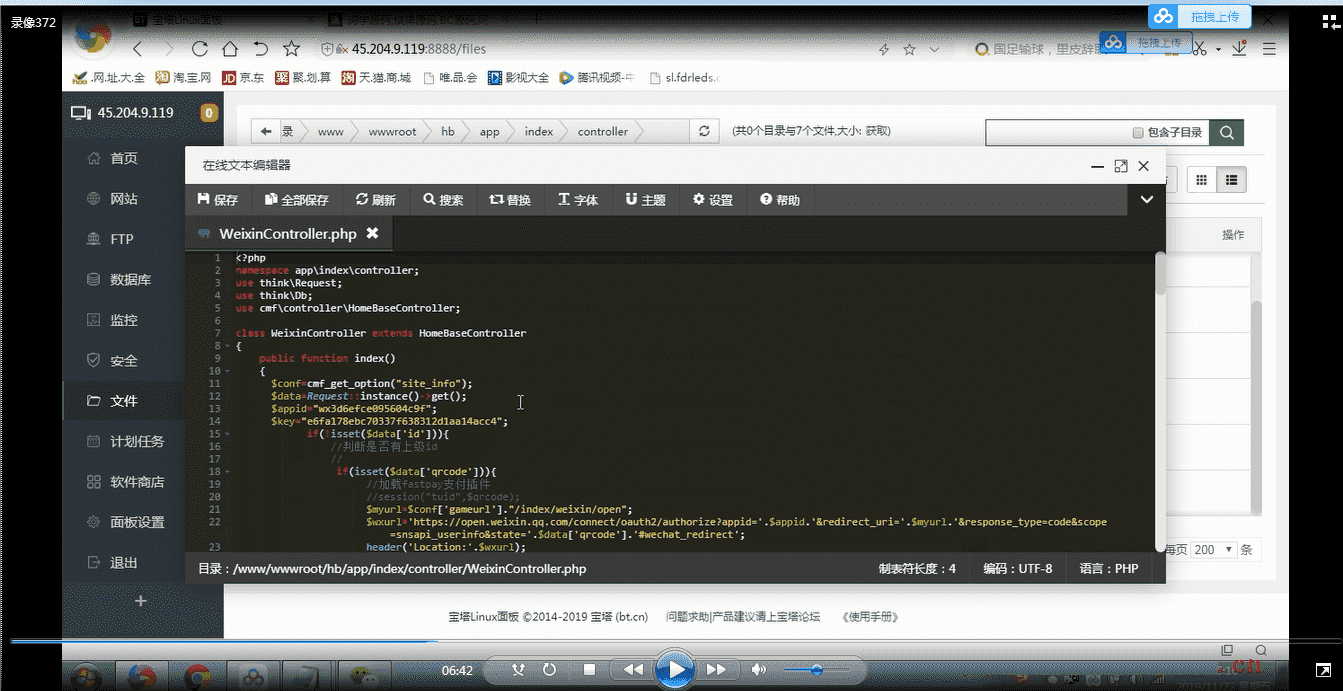 录像372
宝塔Linux面板
拖拽上传
拖拽上传
45.204.9.119:8888/files
国足输球，里皮辞
.网.址.大.全
淘.宝.网
JD 京.东
聚.划.算
天.猫.商.城
唯.品.会
影视大全
腾讯视频-中
sl.fdrleds.c
45.204.9.119
0
录
www
wwwroot
hb
app
index
controller
(共0个目录与7个文件,大小: 获取)
包含子目录
首页
网站
FTP
数据库
监控
安全
文件
计划任务
软件商店
面板设置
退出
+
操作
在线文本编辑器
保存
全部保存
刷新
搜索
替换
字体
主题
设置
帮助
WeixinController.php
1 <?php
2 namespace app\index\controller;
3 use think\Request;
4 use think\Db;
5 use cmf\controller\HomeBaseController;
6
7 class WeixinController extends HomeBaseController
8 {
9 public function index()
10 {
11 $conf=cmf_get_option("site_info");
12 $data=Request::instance()->get();
13 $appid="wx3d6efce095604c9f";
14 $key="e6fa178ebc70337f638312d1aa14acc4";
15 if(!isset($data['id'])){
16 //判断是否有上级id
17 //
18 if(isset($data['qrcode'])){
19 //加载fastpay支付插件
20 //session("tuid",$qrcode);
21 $myurl=$conf['gameurl']."/index/weixin/open";
22 $wxurl='https://open.weixin.qq.com/connect/oauth2/authorize?appid='.$appid.'&redirect_uri='.$myurl.'&response_type=code&scope
=snsapi_userinfo&state='.$data['qrcode'].'#wechat_redirect';
23 header('Location:'.$wxurl);
目录：/www/wwwroot/hb/app/index/controller/WeixinController.php
制表符长度：4
编码：UTF-8
语言：PHP
每页
200
条
宝塔Linux面板 ©2014-2019 宝塔 (bt.cn)
问题求助|产品建议请上宝塔论坛
《使用手册》
06:42